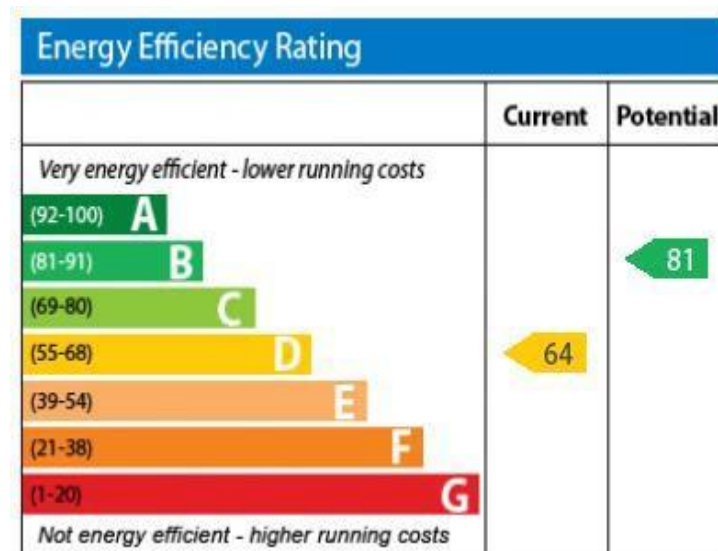 Energy Efficiency Rating
Current Potential
Very energy efficient - lower running costs
(92-100) A
(81-91) B 81
(69-80) C
(55-68) D 64
(39-54) E
(21-38) F
(1-20) G
Not energy efficient - higher running costs